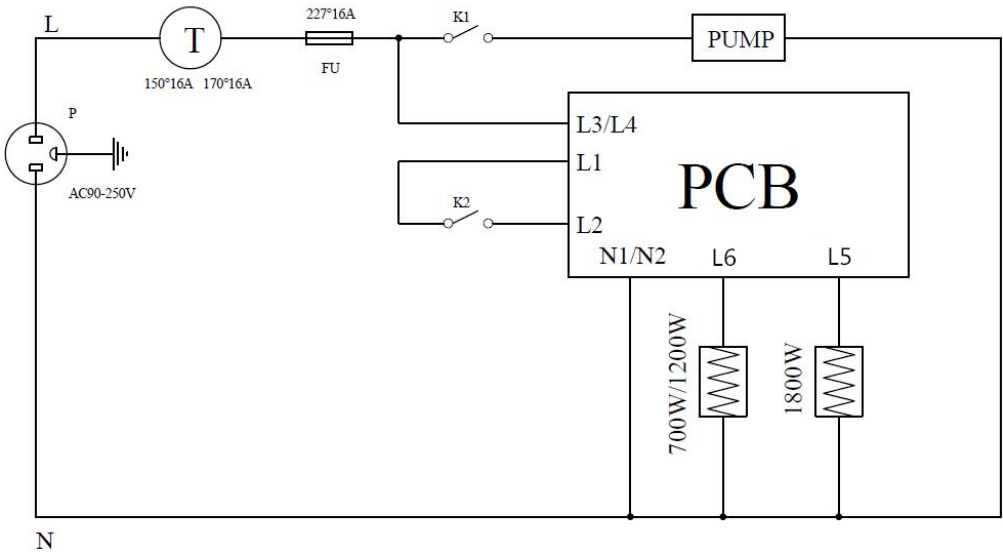 L
T
227°16A
K1
PUMP
FU
150°16A 170°16A
P
L3/L4
L1
PCB
AC90-250V
K2
L2
N1/N2 L6 L5
700W/1200W
1800W
N